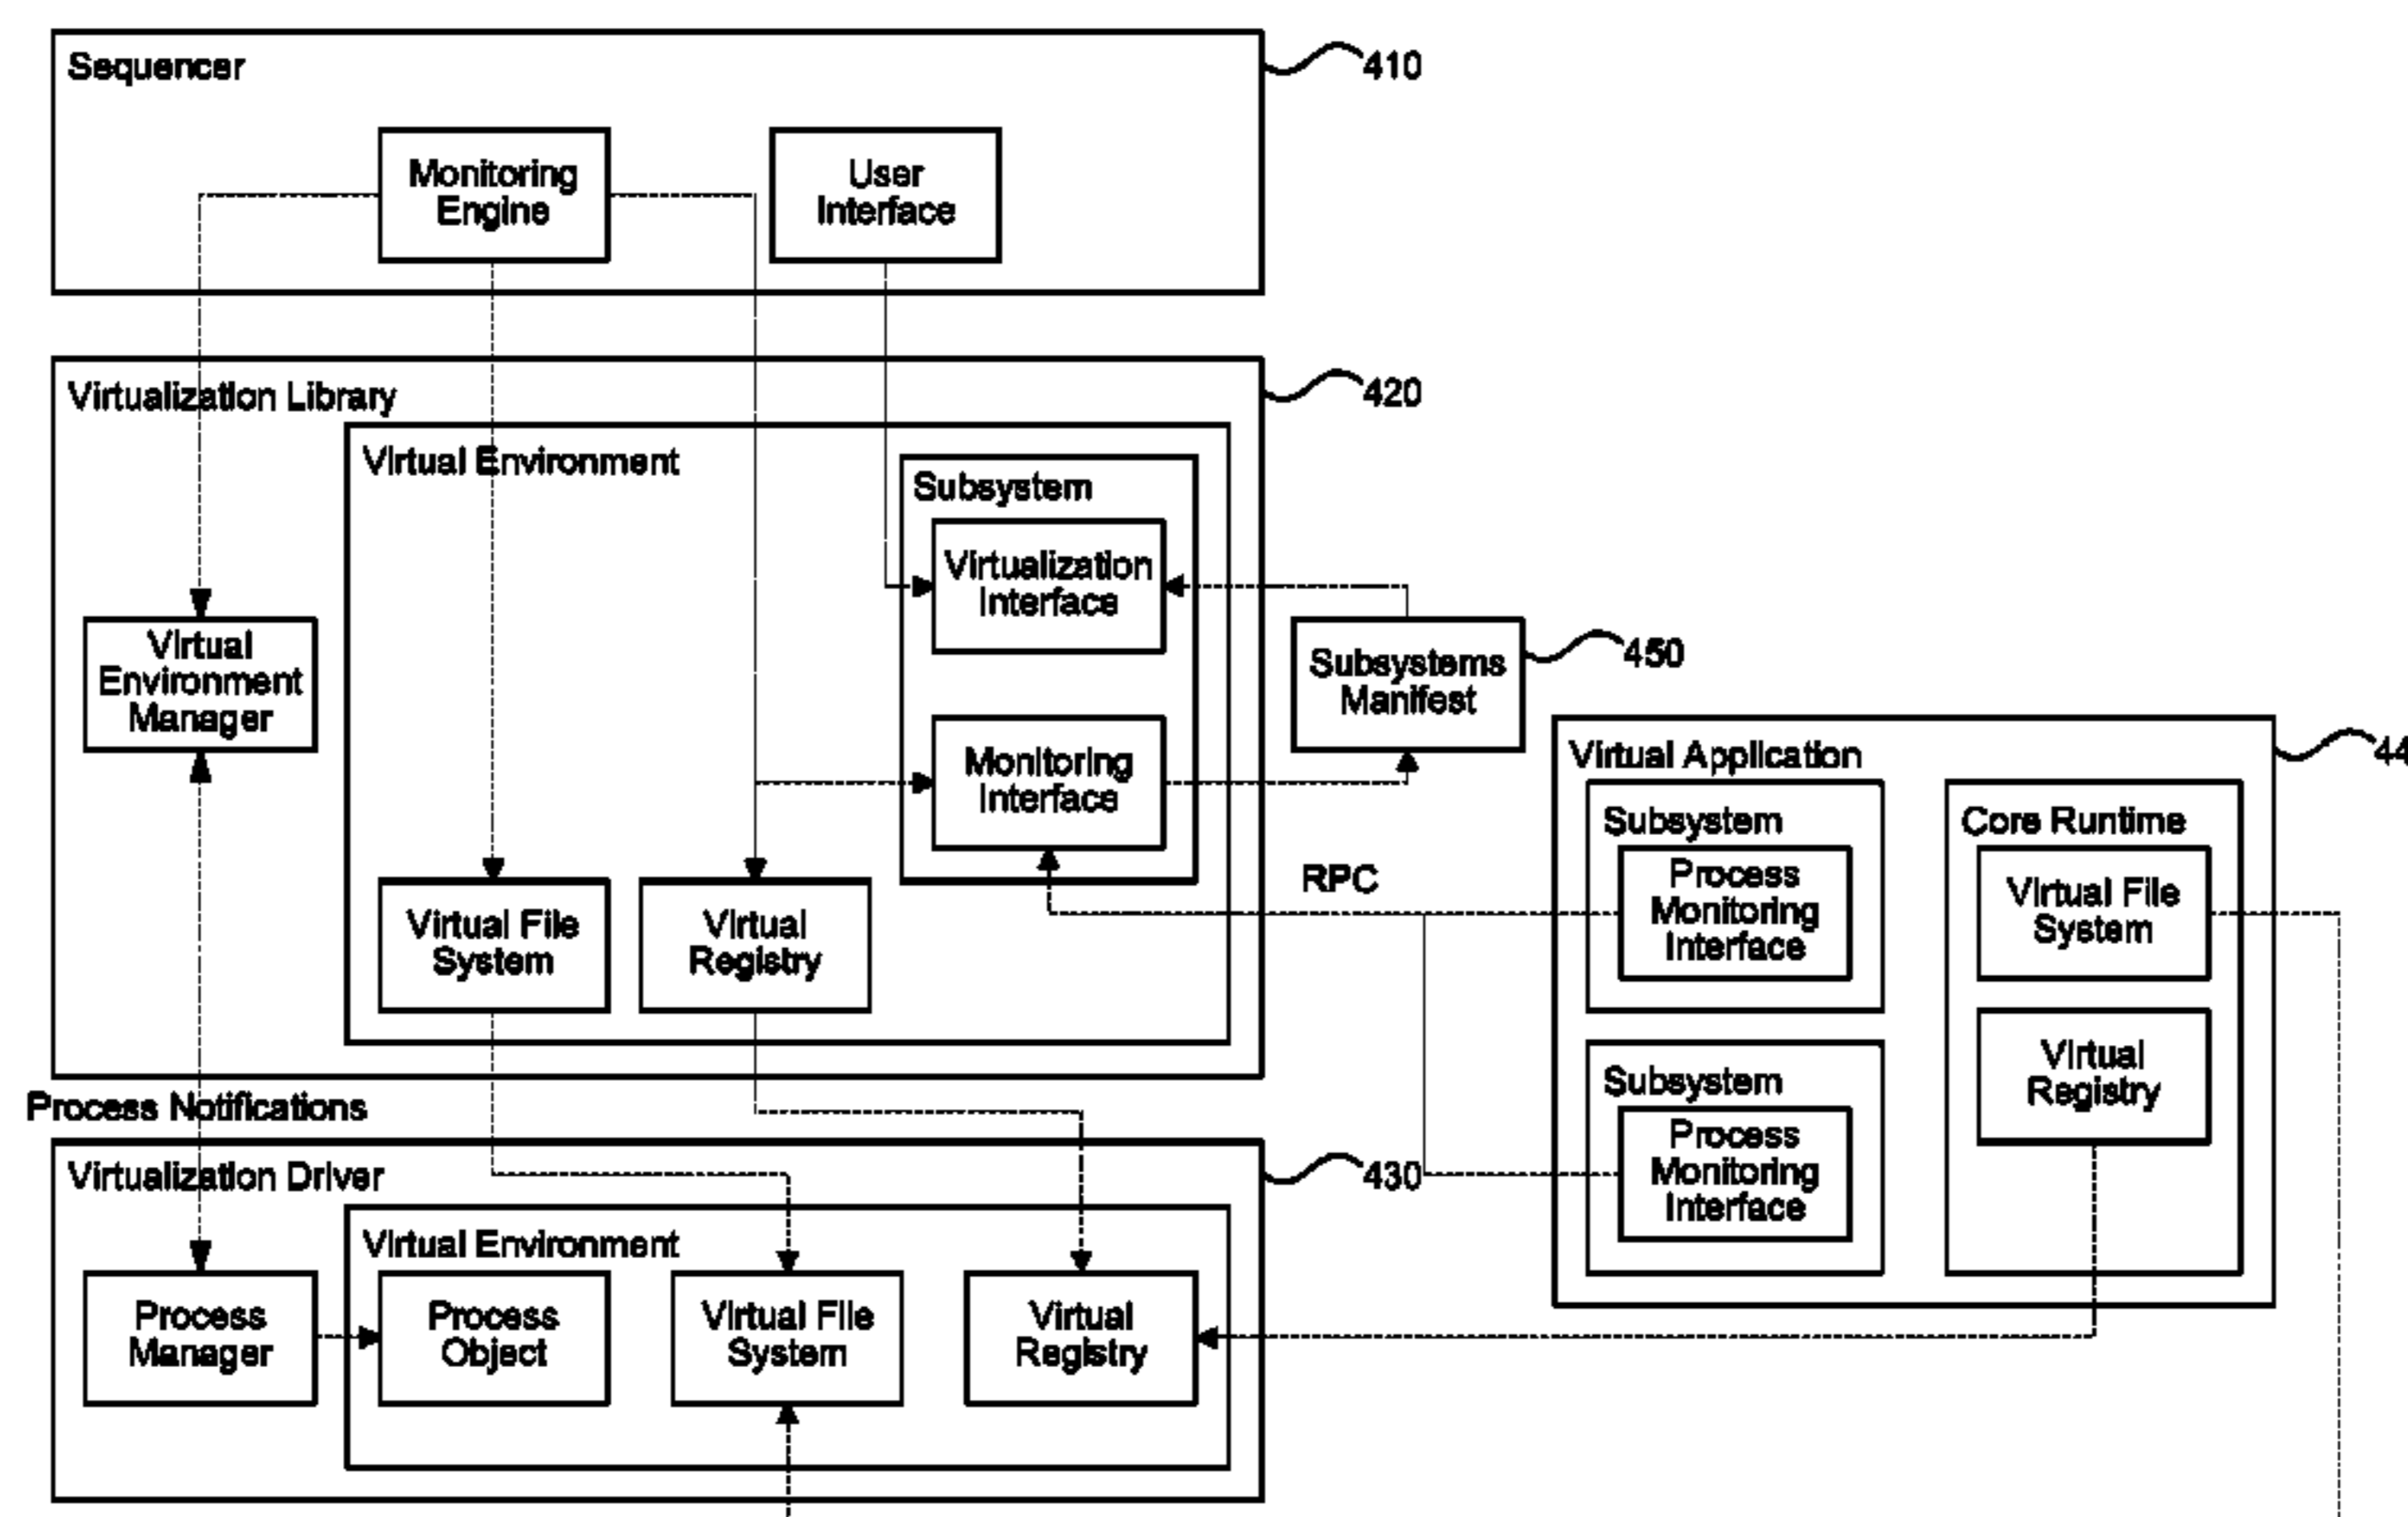 Sequencer
410
Monitoring
Engine
User
Interface
Virtualization Library
420
Virtual Environment
Subsystem
Virtualization
Interface
Virtual
Environment
Manager
Subsystems
Manifest
450
Monitoring
Interface
Virtual Application
44
Subsystem
Core Runtime
Process
Monitoring
Interface
Virtual File
System
RPC
Virtual File
System
Virtual
Registry
Virtual
Registry
Subsystem
Process
Monitoring
Interface
Process Notifications
Virtualization Driver
430
Virtual Environment
Process
Manager
Process
Object
Virtual File
System
Virtual
Registry